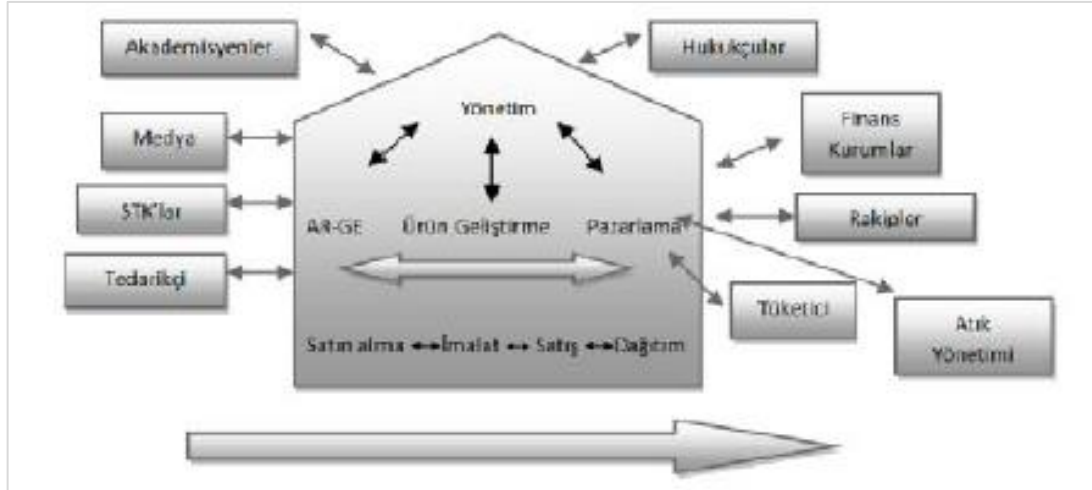 Akademisyenler
Hukukçular
Yönetim
Medya
Finans
Kurumlar
STK'lar
AR-GE Ürün Geliştirme Pazarlama
Rakipler
Tedarikçi
Tüketici
Atık
Yönetimi
Satın alma İmalat Satış Dağıtım